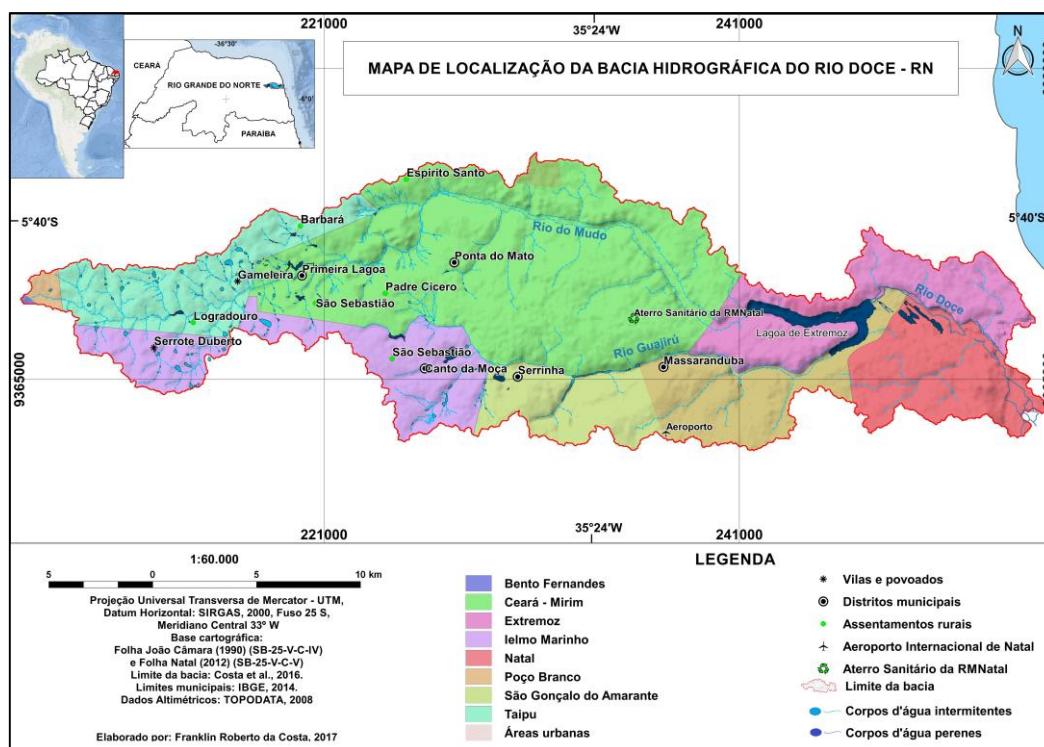 221000
35°24'W
241000
-36°30'
CEARÁ
RIO GRANDE DO NORTE
-6°0'
PARAÍBA
MAPA DE LOCALIZAÇÃO DA BACIA HIDROGRÁFICA DO RIO DOCE - RN
N
5°40'S
5°40'S
9365000
Espirito Santo
Barbará
Rio do Mudo
Ponta do Mato
Gameleira
Primeira Lagoa
Padre Cicero
São Sebastião
Logradouro
Serrote Duberto
Aterro Sanitário da RMNatal
Lagoa de Extremoz
Rio Doce
Rio Guajirú
São Sebastião
Canto da Moça
Serrinha
Massaranduba
Aeroporto
221000
35°24'W
241000
1:60.000
5 0 5 10 km
Projeção Universal Transversa de Mercator - UTM,
Datum Horizontal: SIRGAS, 2000, Fuso 25 S,
Meridiano Central 33º W
Base cartográfica:
Folha João Câmara (1990) (SB-25-V-C-IV)
e Folha Natal (2012) (SB-25-V-C-V)
Limite da bacia: Costa et al., 2016.
Limites municipais: IBGE, 2014.
Dados Altimétricos: TOPODATA, 2008
Elaborado por: Franklin Roberto da Costa, 2017
LEGENDA
Bento Fernandes
Ceará - Mirim
Extremoz
Ielmo Marinho
Natal
Poço Branco
São Gonçalo do Amarante
Taipu
Áreas urbanas
Vilas e povoados
Distritos municipais
Assentamentos rurais
Aeroporto Internacional de Natal
Aterro Sanitário da RMNatal
Limite da bacia
Corpos d'água intermitentes
Corpos d'água perenes